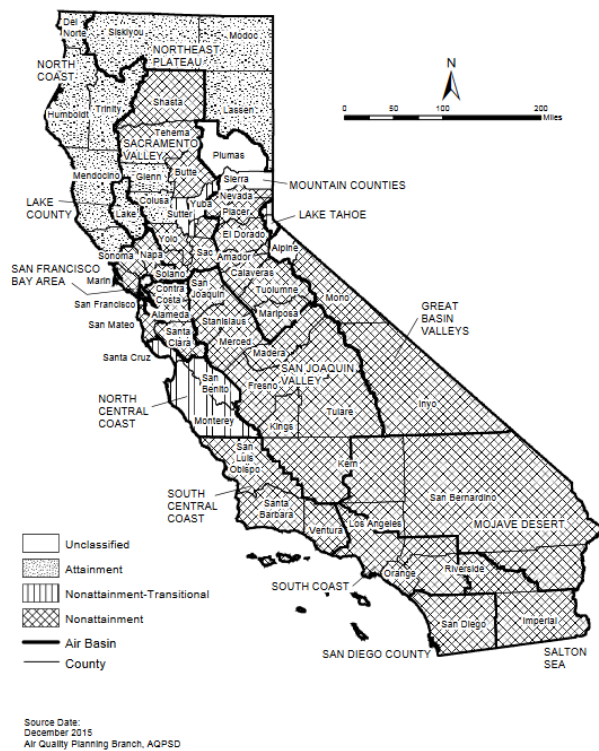 Del
Norte
Siskiyou
Modoc
NORTHEAST
PLATEAU
NORTH
COAST
N
Trinity
Shasta
Lassen
Humboldt
0 50 100 200
Miles
Tehema
SACRAMENTO
VALLEY
Plumas
Mendocino
Glenn
Butte
Sierra
MOUNTAIN COUNTIES
LAKE
COUNTY
Lake
Colusa
Sutter
Yuba
Nevada
Placer
LAKE TAHOE
Sonoma
Napa
Yolo
Sac
El Dorado
Alpine
Amador
SAN FRANCISCO
BAY AREA
Marin
Solano
Calaveras
Contra
Costa
San
Joaquin
Tuolumne
Mono
San Francisco
Alameda
Mariposa
GREAT
BASIN
VALLEYS
San Mateo
Santa
Clara
Stanislaus
Merced
Santa Cruz
Madera
SAN JOAQUIN
VALLEY
San
Benito
Fresno
Inyo
NORTH
CENTRAL
COAST
Monterey
Kings
Tulare
San
Luis
Obispo
Kern
San Bernardino
SOUTH
CENTRAL
COAST
Santa
Barbara
Ventura
Los Angeles
MOJAVE DESERT
Unclassified
Attainment
Nonattainment-Transitional
Nonattainment
Air Basin
County
SOUTH COAST
Orange
Riverside
San Diego
Imperial
SAN DIEGO COUNTY
SALTON
SEA
Source Date:
December 2015
Air Quality Planning Branch, AQPSD